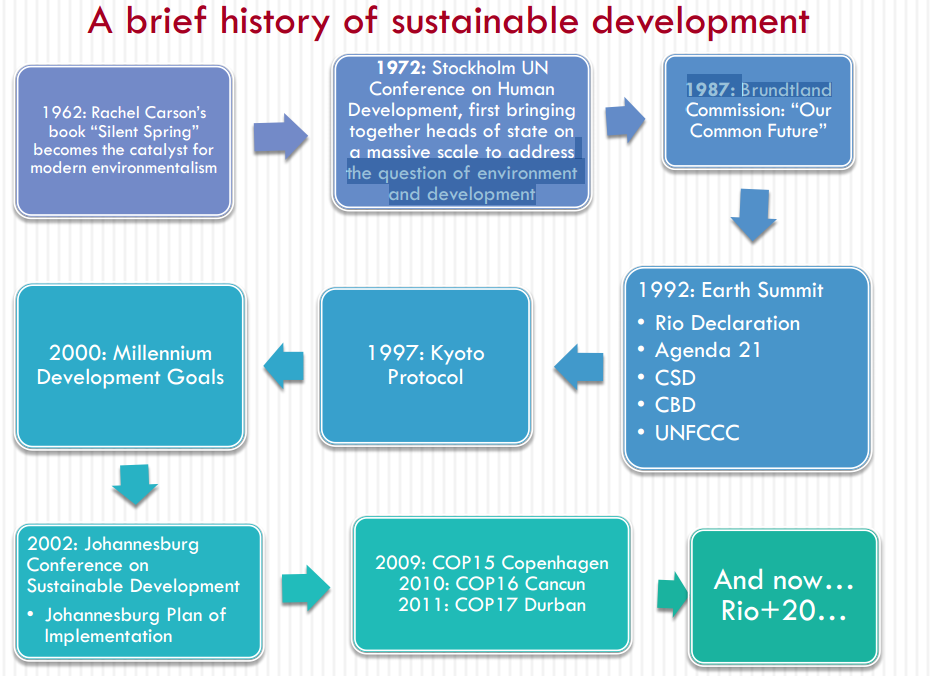 A brief history of sustainable development
1962: Rachel Carson's
book "Silent Spring"
becomes the catalyst for
modern environmentalism
1972: Stockholm UN
Conference on Human
Development, first bringing
together heads of state on
a massive scale to address
the question of environment
and development
1987: Brundtland
Commission: "Our
Common Future"
1992: Earth Summit
• Rio Declaration
• Agenda 21
• CSD
• CBD
• UNFCCC
1997: Kyoto
Protocol
2000: Millennium
Development Goals
2002: Johannesburg
Conference on
Sustainable Development
• Johannesburg Plan of
Implementation
2009: COP15 Copenhagen
2010: COP16 Cancun
2011: COP17 Durban
And now...
Rio+20...